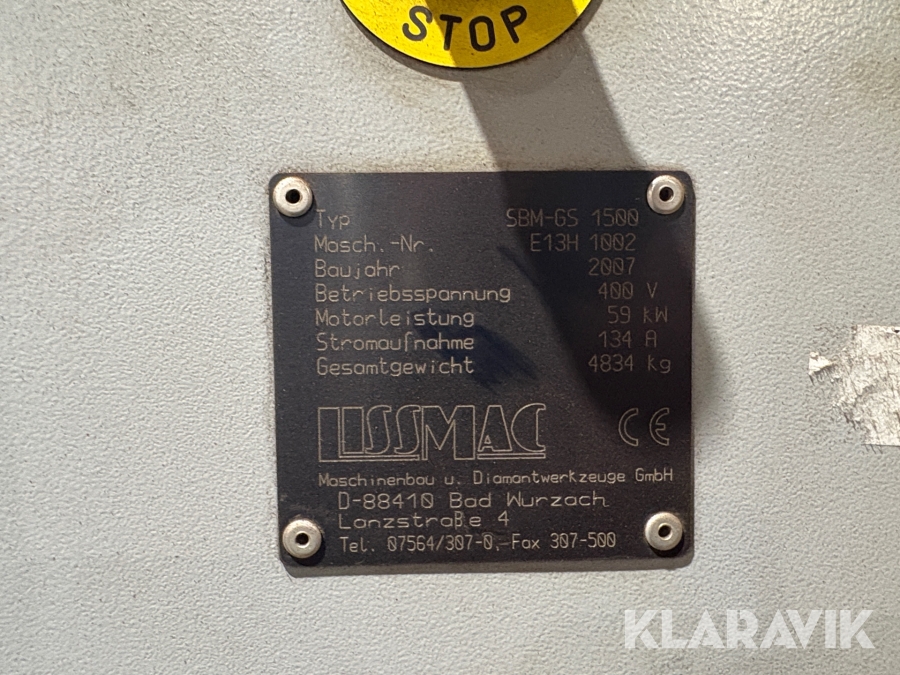 STOP
Typ SBM-GS 1500
Masch.-Nr. E13H 1002
Baujahr 2007
Betriebsspannung 400 V
Motorleistung 59 kW
Stromaufnahme 134 A
Gesamtgewicht 4834 kg
LISSMAC CE
Maschinenbau u. Diamantwerkzeuge GmbH
D-88410 Bad Wurzach
Lanzstraße 4
Tel. 07564/307-0,-Fax 307-500
KLARAVIK